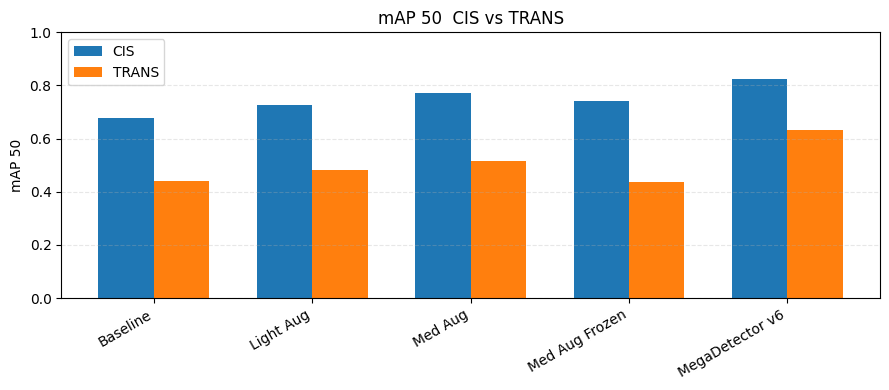 mAP 50  CIS vs TRANS
CIS
TRANS
mAP 50
1.0
0.8
0.6
0.4
0.2
0.0
Baseline
Light Aug
Med Aug
Med Aug Frozen
MegaDetector v6